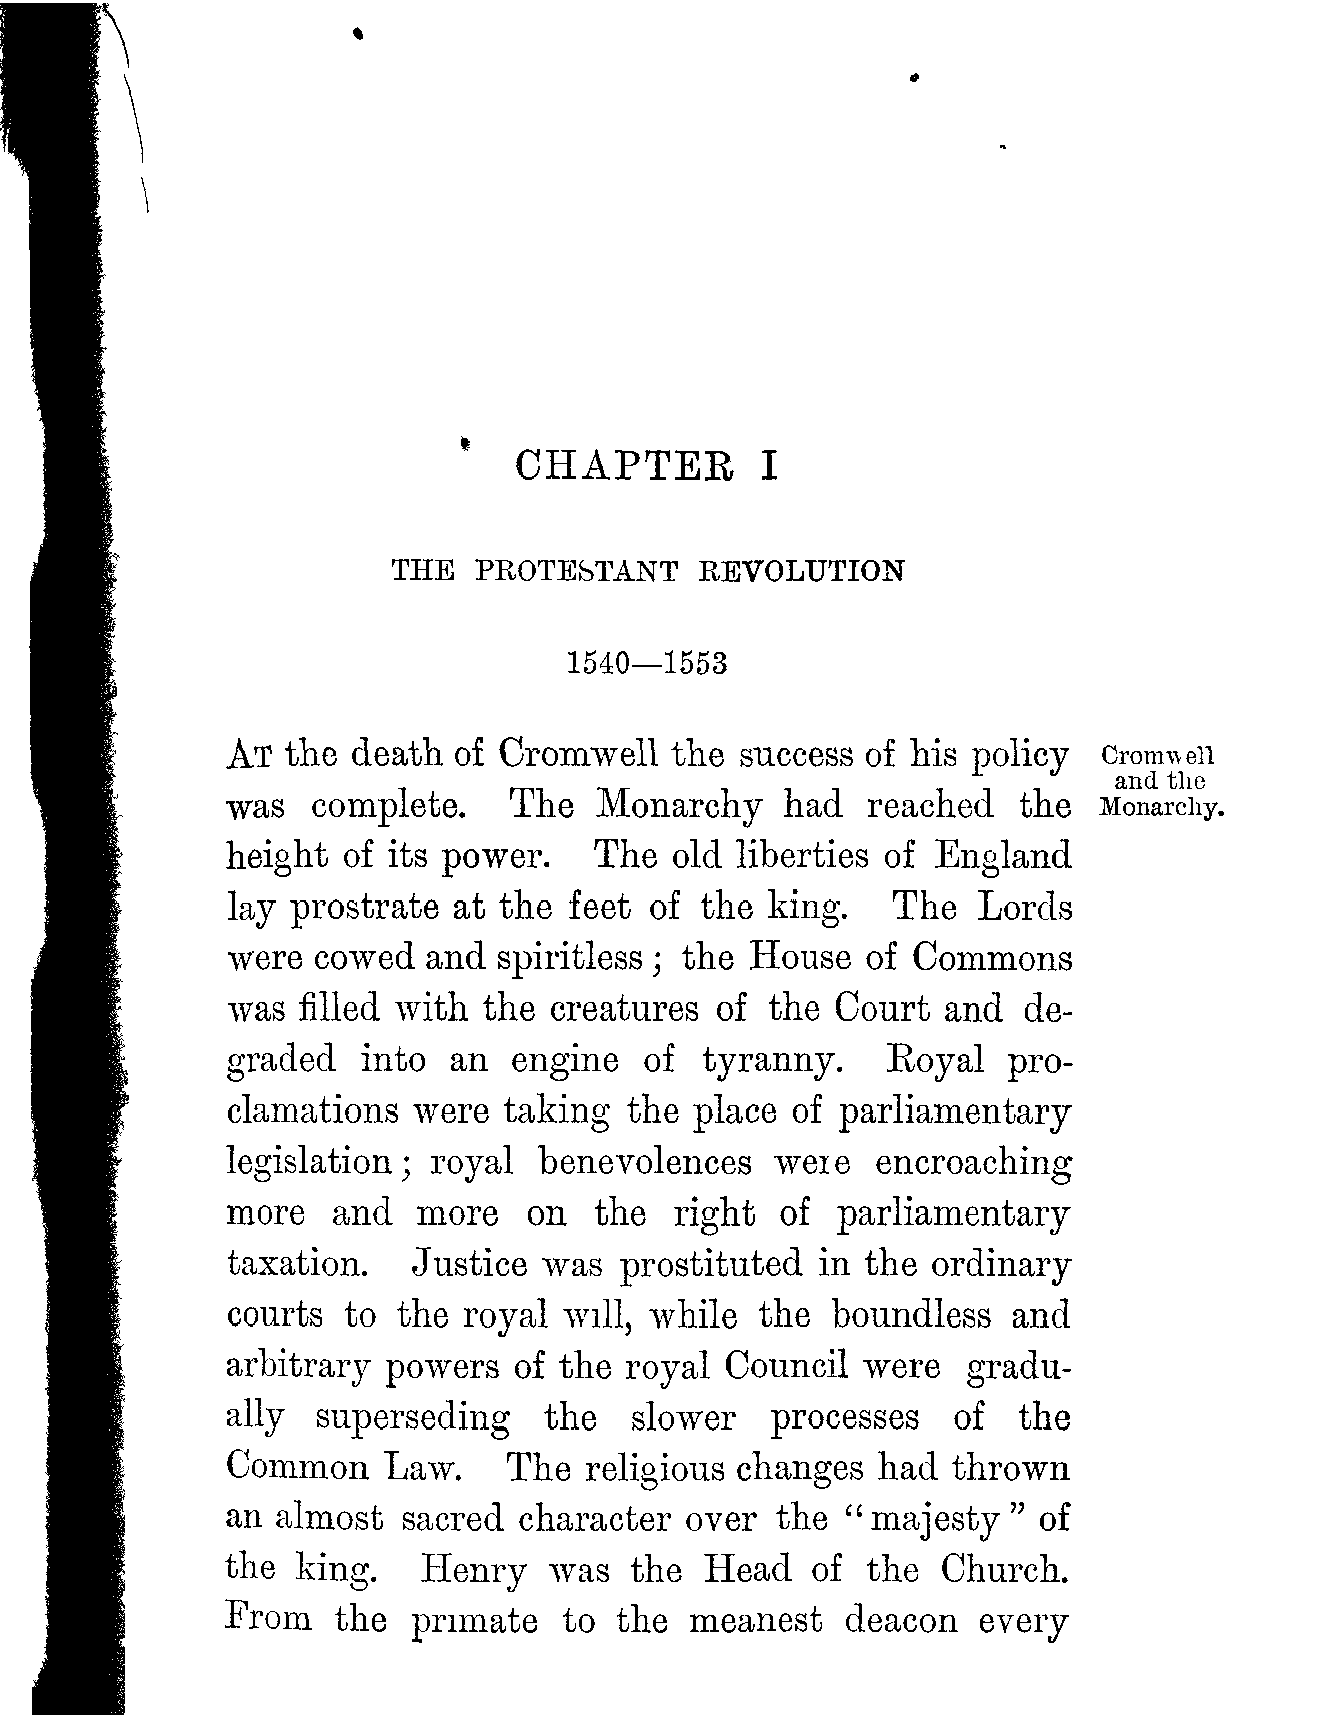 CHAPTER I
THE PROTESTANT REVOLUTION
1540—1553
AT the death of Cromwell the success of his policy
was complete. The Monarchy had reached the
height of its power. The old liberties of England
lay prostrate at the feet of the king. The Lords
were cowed and spiritless; the House of Commons
was filled with the creatures of the Court and de-
graded into an engine of tyranny. Royal pro-
clamations were taking the place of parliamentary
legislation; royal benevolences were encroaching
more and more on the right of parliamentary
taxation. Justice was prostituted in the ordinary
courts to the royal will, while the boundless and
arbitrary powers of the royal Council were gradu-
ally superseding the slower processes of the
Common Law. The religious changes had thrown
an almost sacred character over the “majesty” of
the king. Henry was the Head of the Church.
From the primate to the meanest deacon every
Cromwell
and the
Monarchy.